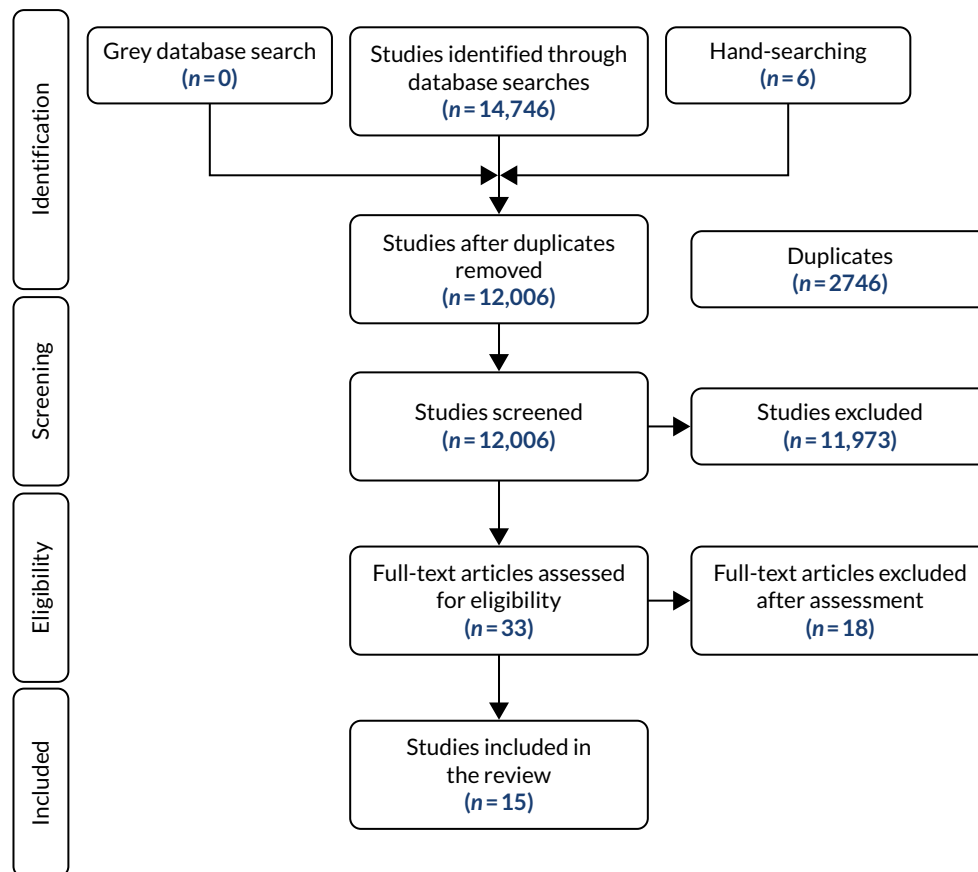 Identification
Grey database search
(n=0)
Studies identified through
database searches
(n=14,746)
Hand-searching
(n=6)
Studies after duplicates
removed
(n=12,006)
Duplicates
(n=2746)
Screening
Studies screened
(n=12,006)
Studies excluded
(n=11,973)
Eligibility
Full-text articles assessed
for eligibility
(n=33)
Full-text articles excluded
after assessment
(n=18)
Included
Studies included in
the review
(n=15)